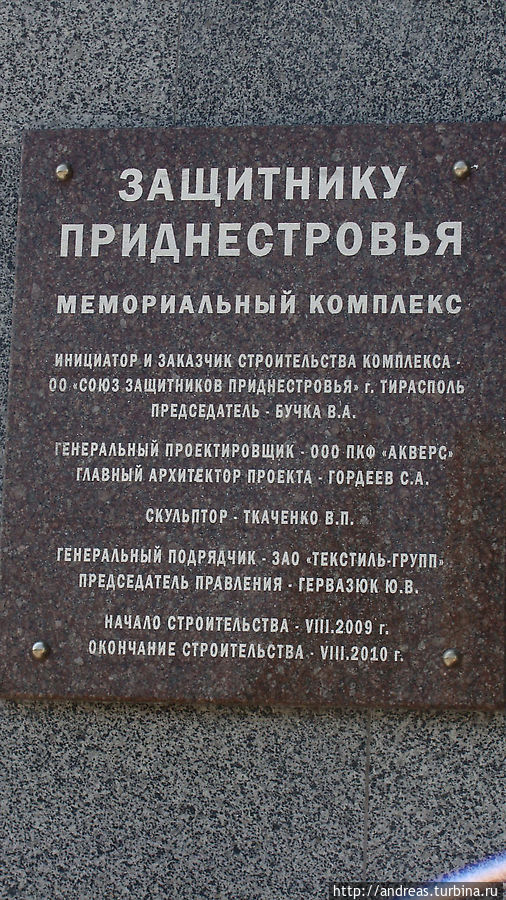 ЗАЩИТНИКУ
ПРИДНЕСТРОВЬЯ
МЕМОРИАЛЬНЫЙ КОМПЛЕКС
ИНИЦИАТОР И ЗАКАЗЧИК СТРОИТЕЛЬСТВА КОМПЛЕКСА -
ОО «СОЮЗ ЗАЩИТНИКОВ ПРИДНЕСТРОВЬЯ» г. ТИРАСПОЛЬ
ПРЕДСЕДАТЕЛЬ - БУЧКА В.А.
ГЕНЕРАЛЬНЫЙ ПРОЕКТИРОВЩИК - ООО ПКФ «АКВЕРС»
ГЛАВНЫЙ АРХИТЕКТОР ПРОЕКТА - ГОРДЕЕВ С.А.
СКУЛЬПТОР - ТКАЧЕНКО В.П.
ГЕНЕРАЛЬНЫЙ ПОДРЯДЧИК - ЗАО «ТЕКСТИЛЬ-ГРУПП»
ПРЕДСЕДАТЕЛЬ ПРАВЛЕНИЯ - ГЕРВАЗЮК Ю.В.
НАЧАЛО СТРОИТЕЛЬСТВА - VIII.2009 г.
ОКОНЧАНИЕ СТРОИТЕЛЬСТВА - VIII.2010 г.
http://andreas.turbina.ru